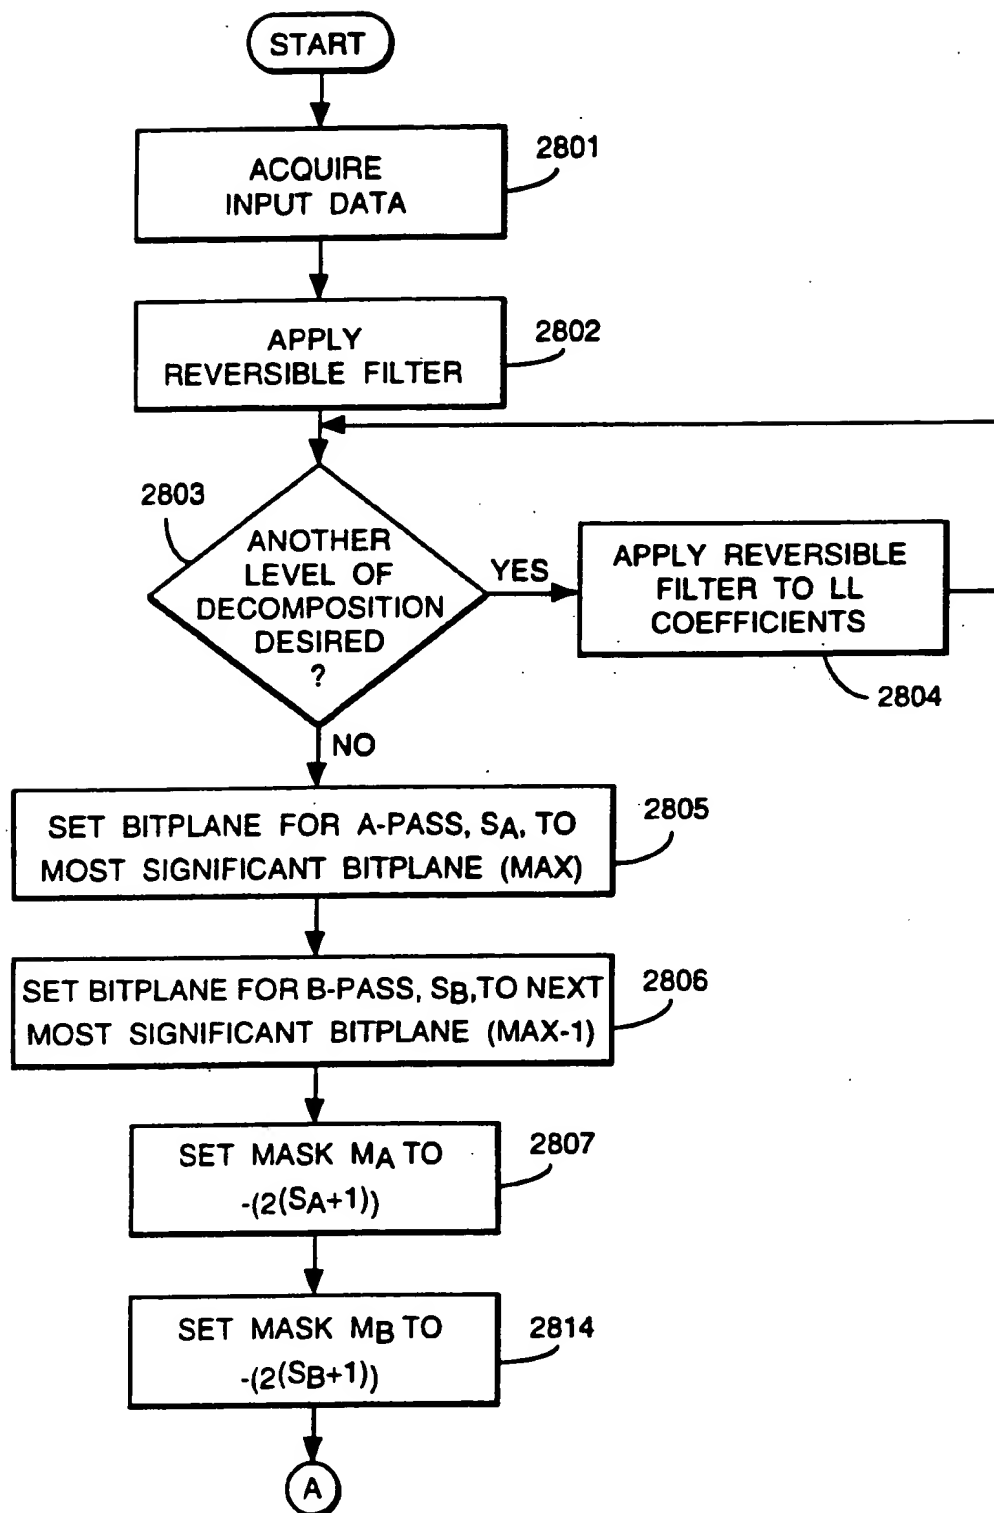 START
ACQUIRE
INPUT DATA
2801
APPLY
REVERSIBLE FILTER
2802
2803
ANOTHER
LEVEL OF
DECOMPOSITION
DESIRED
?
YES
APPLY REVERSIBLE
FILTER TO LL
COEFFICIENTS
2804
NO
SET BITPLANE FOR A-PASS, SA, TO
MOST SIGNIFICANT BITPLANE (MAX)
2805
SET BITPLANE FOR B-PASS, SB, TO NEXT
MOST SIGNIFICANT BITPLANE (MAX-1)
2806
SET MASK MA TO
-(2(SA+1))
2807
SET MASK MB TO
-(2(SB+1))
2814
A